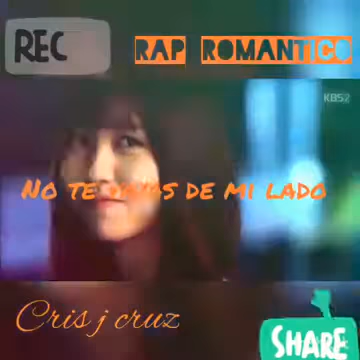 REC
RAP ROMANTICO
KBS2
NO TE VAYAS DE MI LADO
Cris j cruz
SHARE